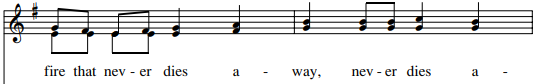 fire that nev - er dies a - way, nev - er dies a -